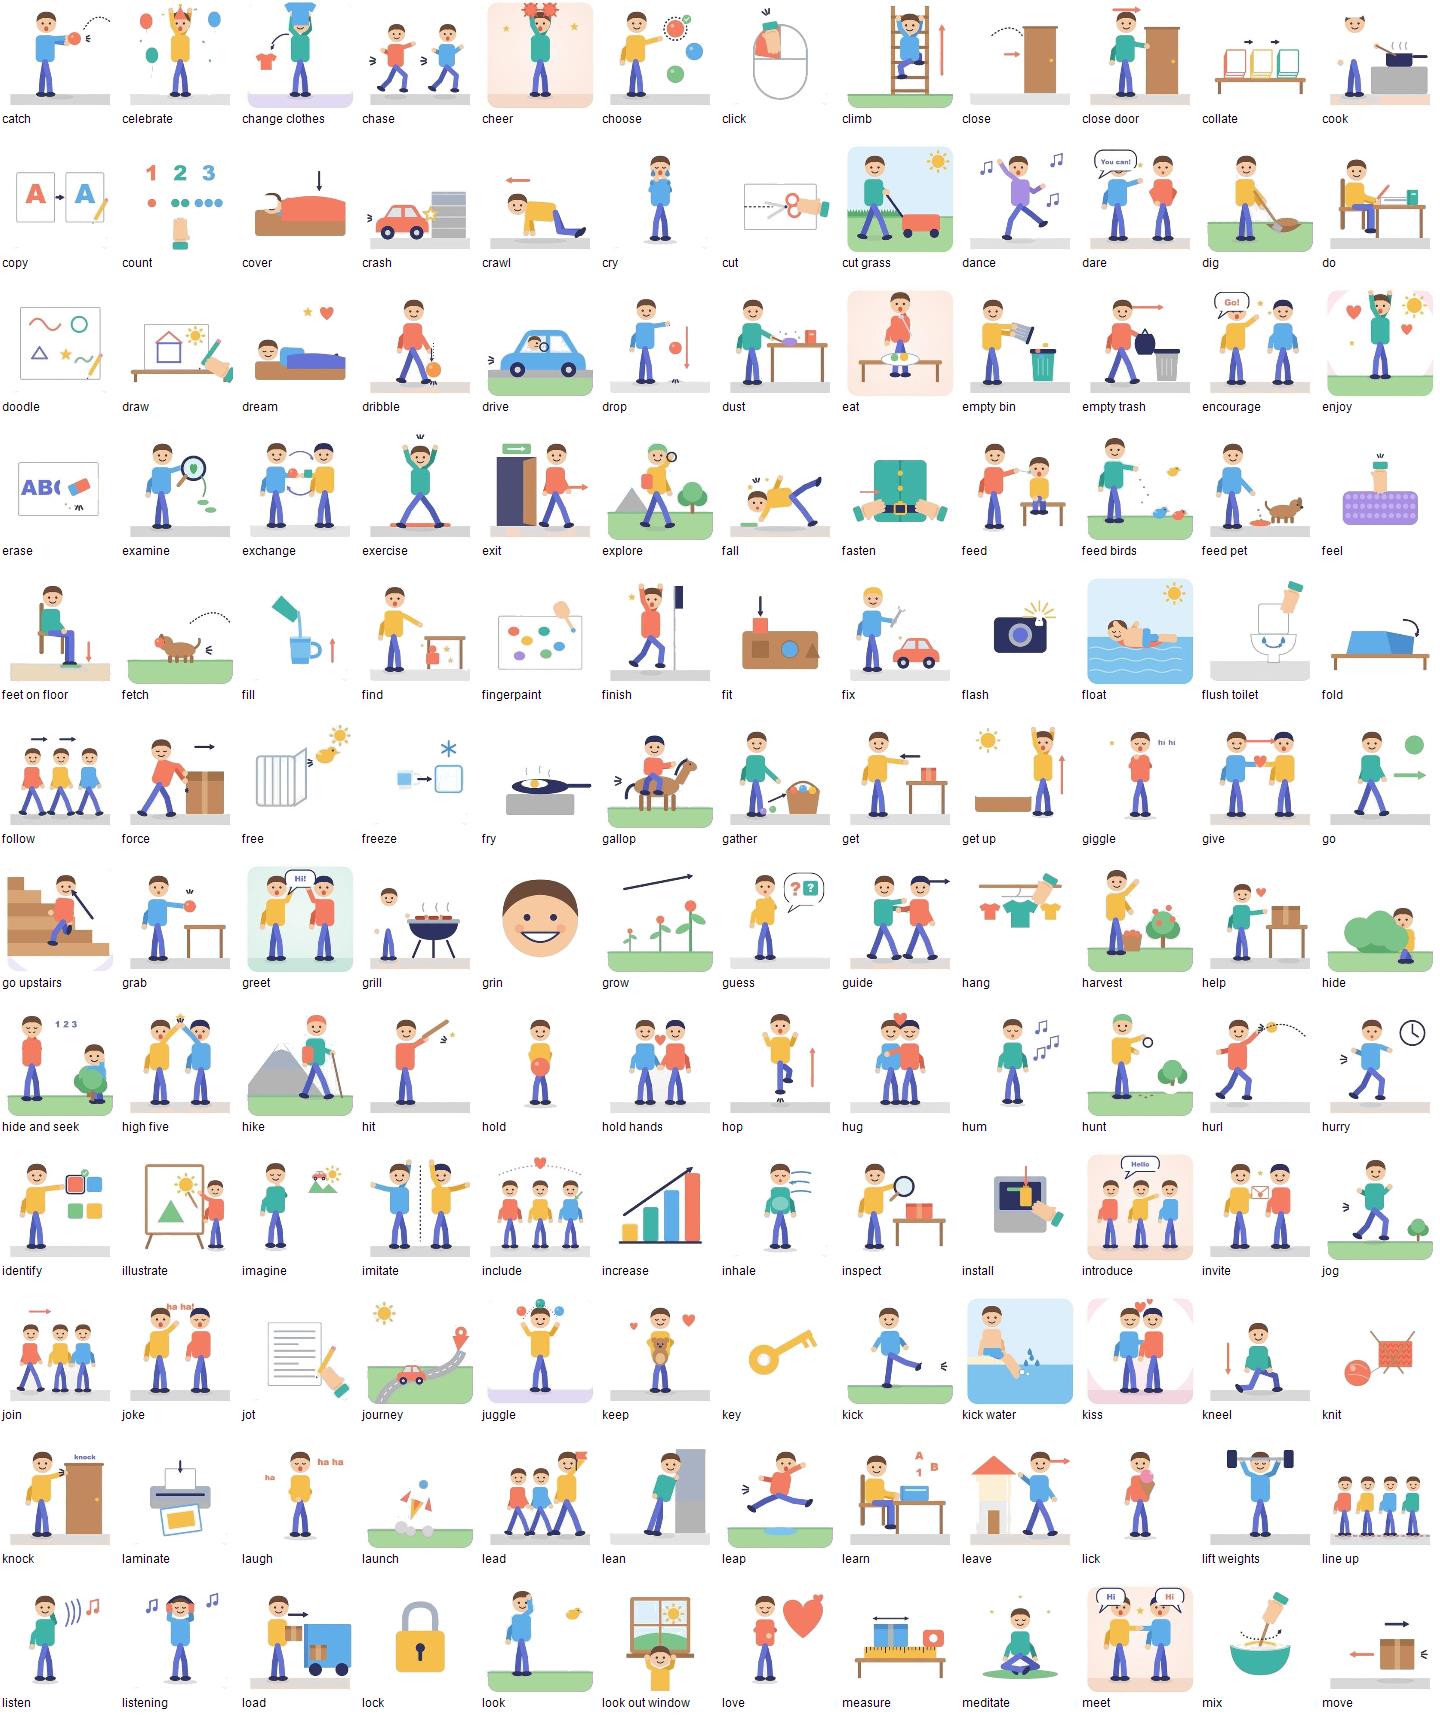 catch celebrate change clothes chase cheer choose click climb close close door collate cook
A A 1 2 3 You can!
copy count cover crash crawl cry cut cut grass dance dare dig do
Go!
doodle draw dream dribble drive drop dust eat empty bin empty trash encourage enjoy
ABC
erase examine exchange exercise exit explore fall fasten feed feed birds feed pet feel
feet on floor fetch fill find fingerpaint finish fit fix flash float flush toilet fold
hi hi
follow force free freeze fry gallop gather get get up giggle give go
Hi! ? ?
go upstairs grab greet grill grin grow guess guide hang harvest help hide
1 2 3
hide and seek high five hike hit hold hold hands hop hug hum hunt hurl hurry
Hello
identify illustrate imagine imitate include increase inhale inspect install introduce invite jog
ha ha!
join joke jot journey juggle keep key kick kick water kiss kneel knit
knock ha ha ha A 1 B
knock laminate laugh launch lead lean leap learn leave lick lift weights line up
Hi Hi
listen listening load lock look look out window love measure meditate meet mix move